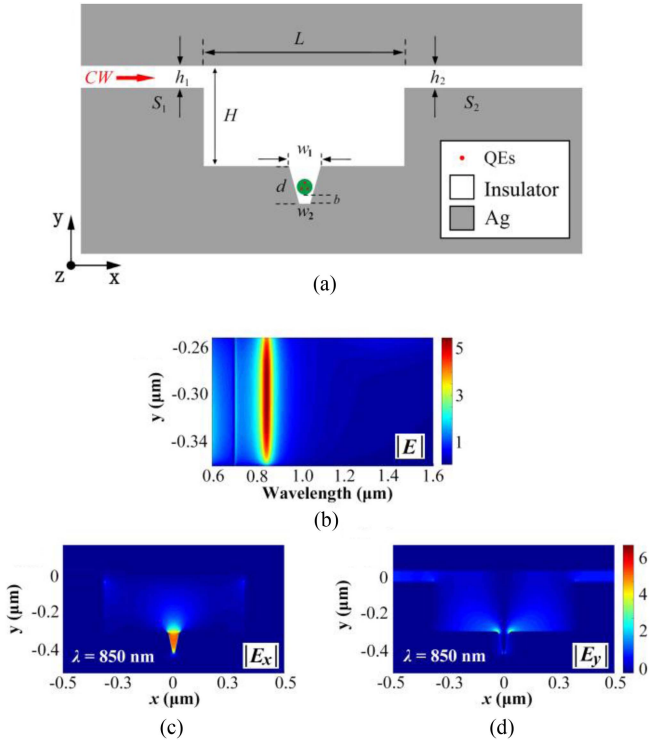 L
CW
h1
h2
S1
H
S2
w1
d
b
w2
QEs
Insulator
Ag
y
z
x
(a)
-0.26
-0.30
-0.34
y (μm)
|E|
5
3
1
0.6 0.8 1.0 1.2 1.4 1.6
Wavelength (μm)
(b)
0
-0.2
-0.4
y (μm)
λ = 850 nm
|Ex|
-0.5 -0.3 0 0.3 0.5
x (μm)
(c)
0
-0.2
-0.4
y (μm)
λ = 850 nm
|Ey|
6
4
2
0
-0.5 -0.3 0 0.3 0.5
x (μm)
(d)